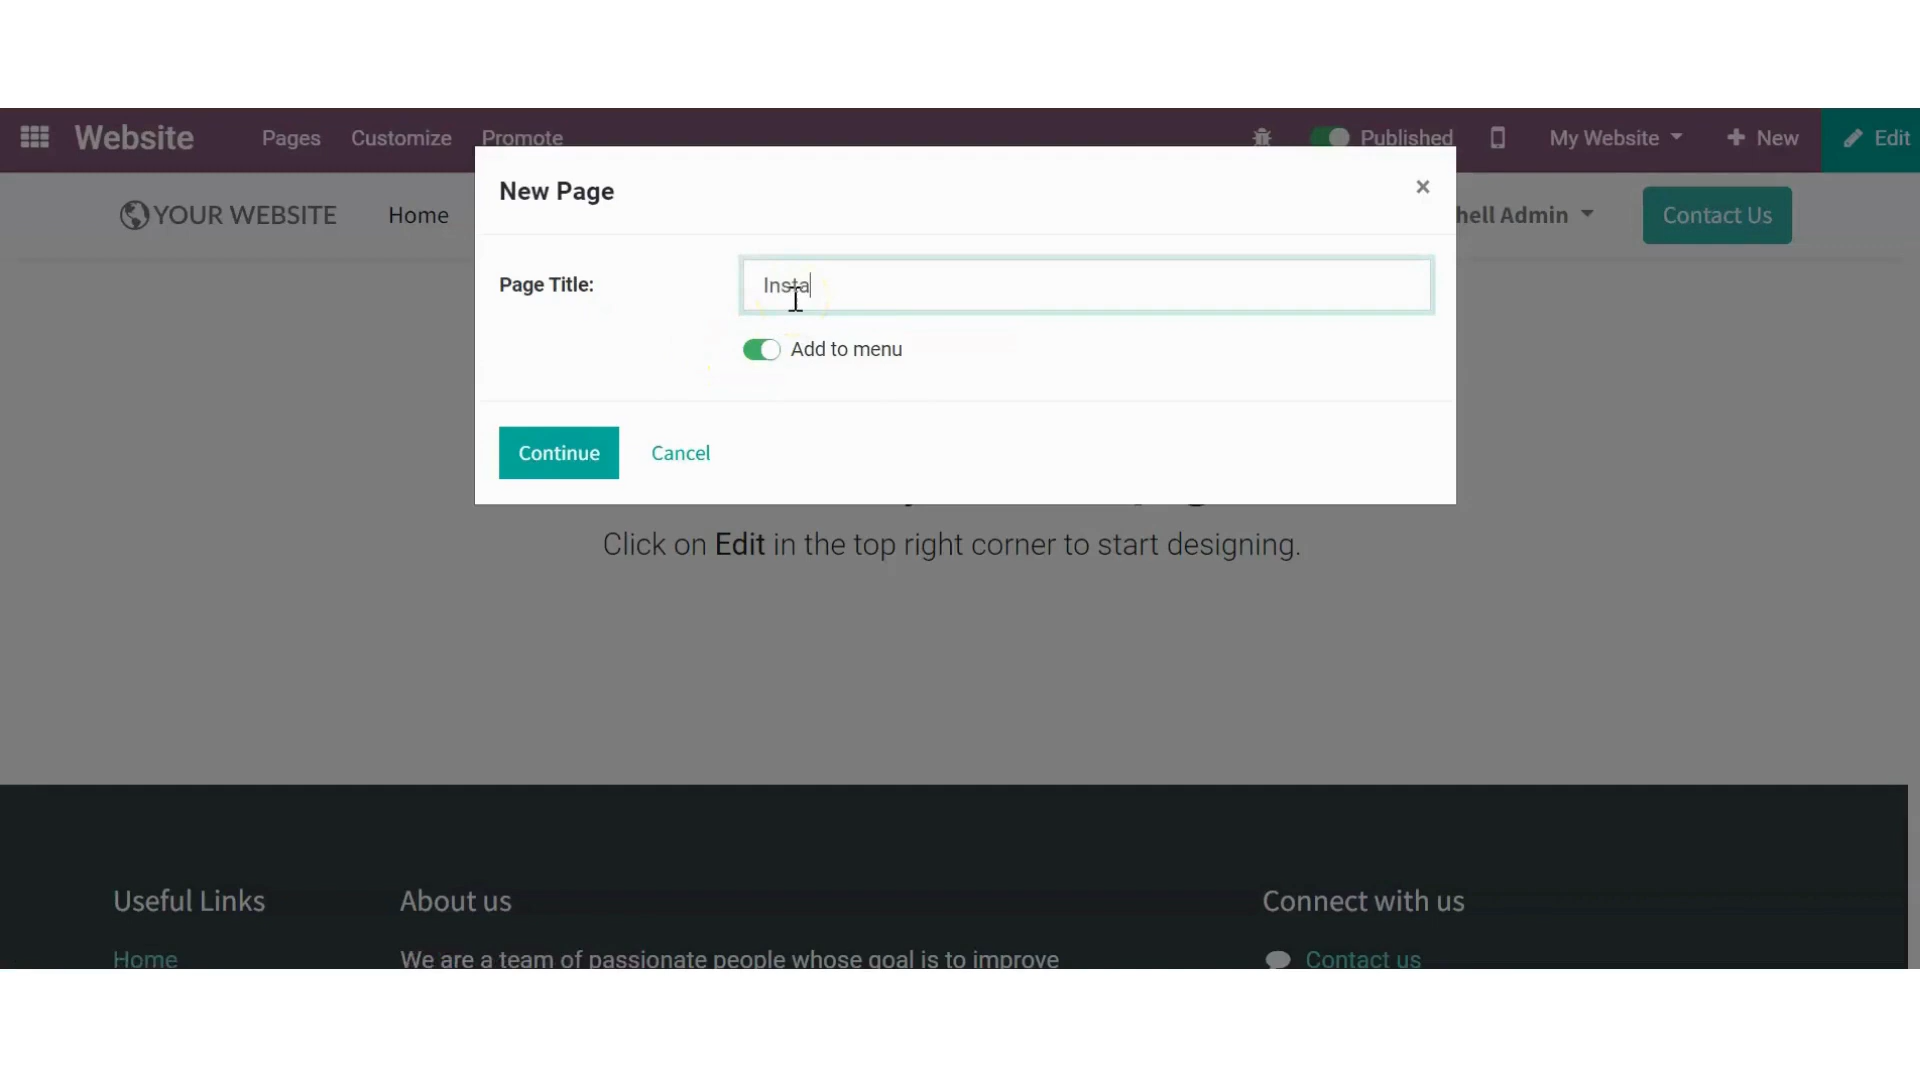 Website Pages Customize Promote Published My Website New Edit
YOUR WEBSITE Home hell Admin Contact Us
New Page ×
Page Title: Insta
Add to menu
Continue Cancel
Click on Edit in the top right corner to start designing.
Useful Links About us Connect with us
Home We are a team of passionate people whose goal is to improve Contact us